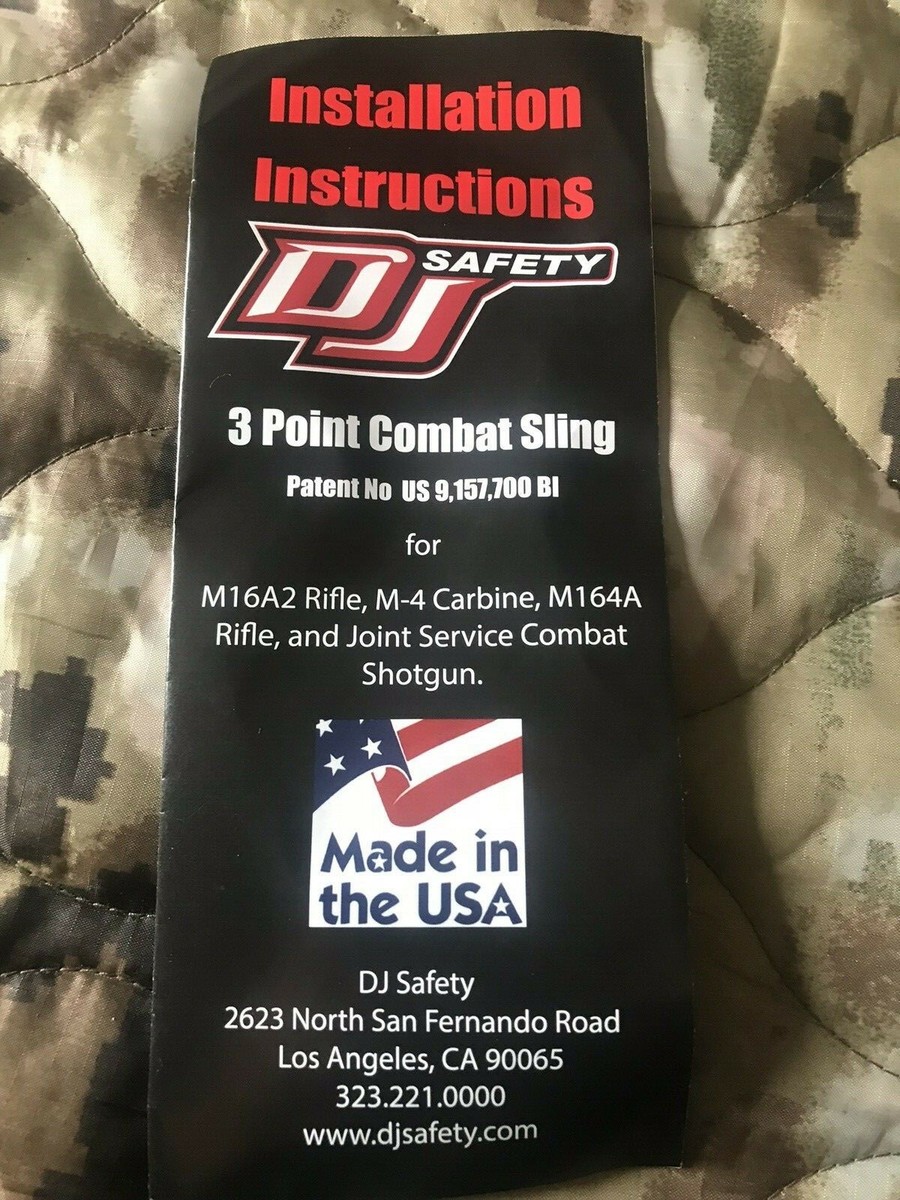 Installation
Instructions
DJ SAFETY
3 Point Combat Sling
Patent No US 9,157,700 BI
for
M16A2 Rifle, M-4 Carbine, M164A
Rifle, and Joint Service Combat
Shotgun.
Made in
the USA
DJ Safety
2623 North San Fernando Road
Los Angeles, CA 90065
323.221.0000
www.djsafety.com